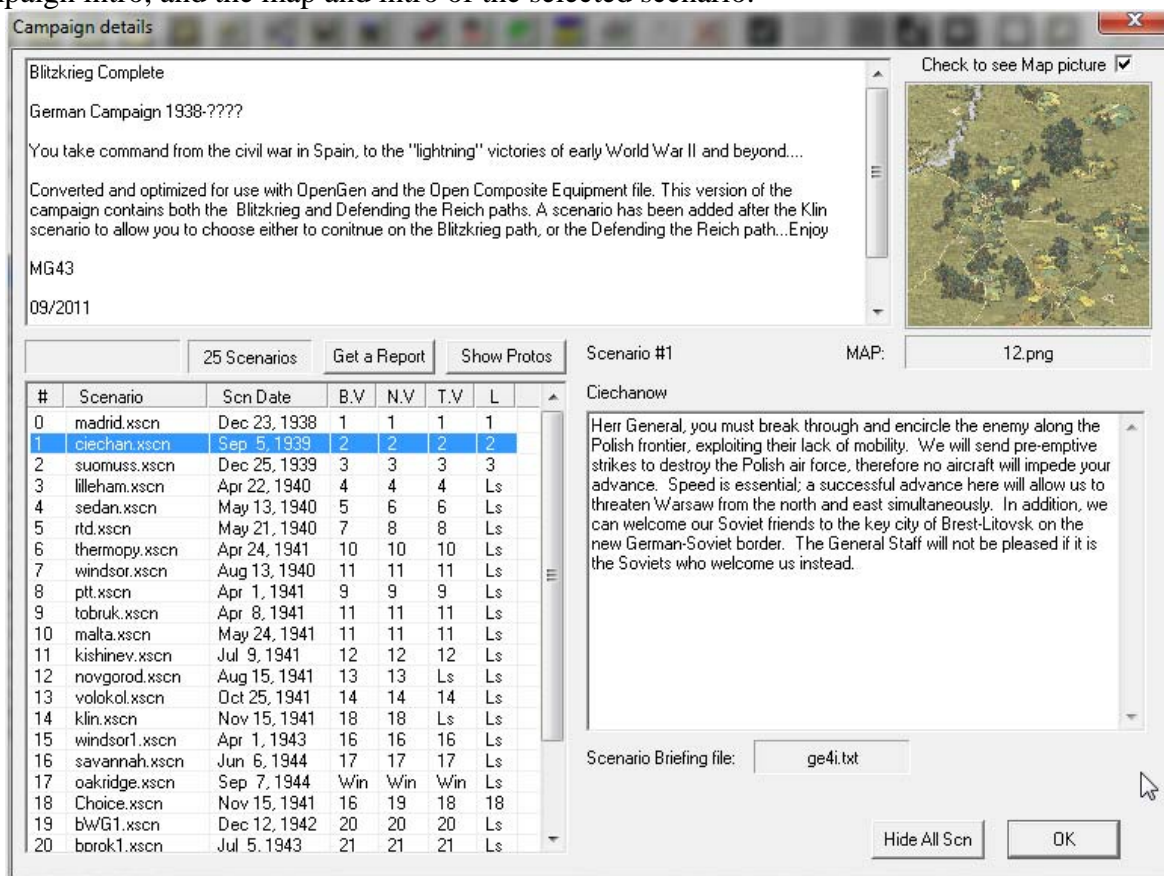 paign intro, and the map and intro of the selected scenario.
Campaign details
Blitzkrieg Complete
German Campaign 1938-????
You take command from the civil war in Spain, to the "lightning" victories of early World War II and beyond....
Converted and optimized for use with OpenGen and the Open Composite Equipment file. This version of the
campaign contains both the Blitzkrieg and Defending the Reich paths. A scenario has been added after the Klin
scenario to allow you to choose either to conitnue on the Blitzkrieg path, or the Defending the Reich path...Enjoy
MG43
09/2011
Check to see Map picture
25 Scenarios Get a Report Show Protos
Scenario #1 MAP: 12.png
# Scenario Scn Date B.V N.V T.V L
0 madrid.xscn Dec 23, 1938 1 1 1 1
1 ciechan.xscn Sep 5, 1939 2 2 2 2
2 suomuss.xscn Dec 25, 1939 3 3 3 3
3 lilleham.xscn Apr 22, 1940 4 4 4 Ls
4 sedan.xscn May 13, 1940 5 6 6 Ls
5 rtd.xscn May 21, 1940 7 8 8 Ls
6 thermopy.xscn Apr 24, 1941 10 10 10 Ls
7 windsor.xscn Aug 13, 1940 11 11 11 Ls
8 ptt.xscn Apr 1, 1941 9 9 9 Ls
9 tobruk.xscn Apr 8, 1941 11 11 11 Ls
10 malta.xscn May 24, 1941 11 11 11 Ls
11 kishinev.xscn Jul 9, 1941 12 12 12 Ls
12 novgorod.xscn Aug 15, 1941 13 13 Ls Ls
13 volokol.xscn Oct 25, 1941 14 14 14 Ls
14 klin.xscn Nov 15, 1941 18 18 Ls Ls
15 windsor1.xscn Apr 1, 1943 16 16 16 Ls
16 savannah.xscn Jun 6, 1944 17 17 17 Ls
17 oakridge.xscn Sep 7, 1944 Win Win Win Ls
18 Choice.xscn Nov 15, 1941 16 19 18 18
19 bWG1.xscn Dec 12, 1942 20 20 20 Ls
20 bprok1.xscn Jul 5, 1943 21 21 21 Ls
Ciechanow
Herr General, you must break through and encircle the enemy along the
Polish frontier, exploiting their lack of mobility. We will send pre-emptive
strikes to destroy the Polish air force, therefore no aircraft will impede your
advance. Speed is essential; a successful advance here will allow us to
threaten Warsaw from the north and east simultaneously. In addition, we
can welcome our Soviet friends to the key city of Brest-Litovsk on the
new German-Soviet border. The General Staff will not be pleased if it is
the Soviets who welcome us instead.
Scenario Briefing file: ge4i.txt
Hide All Scn OK